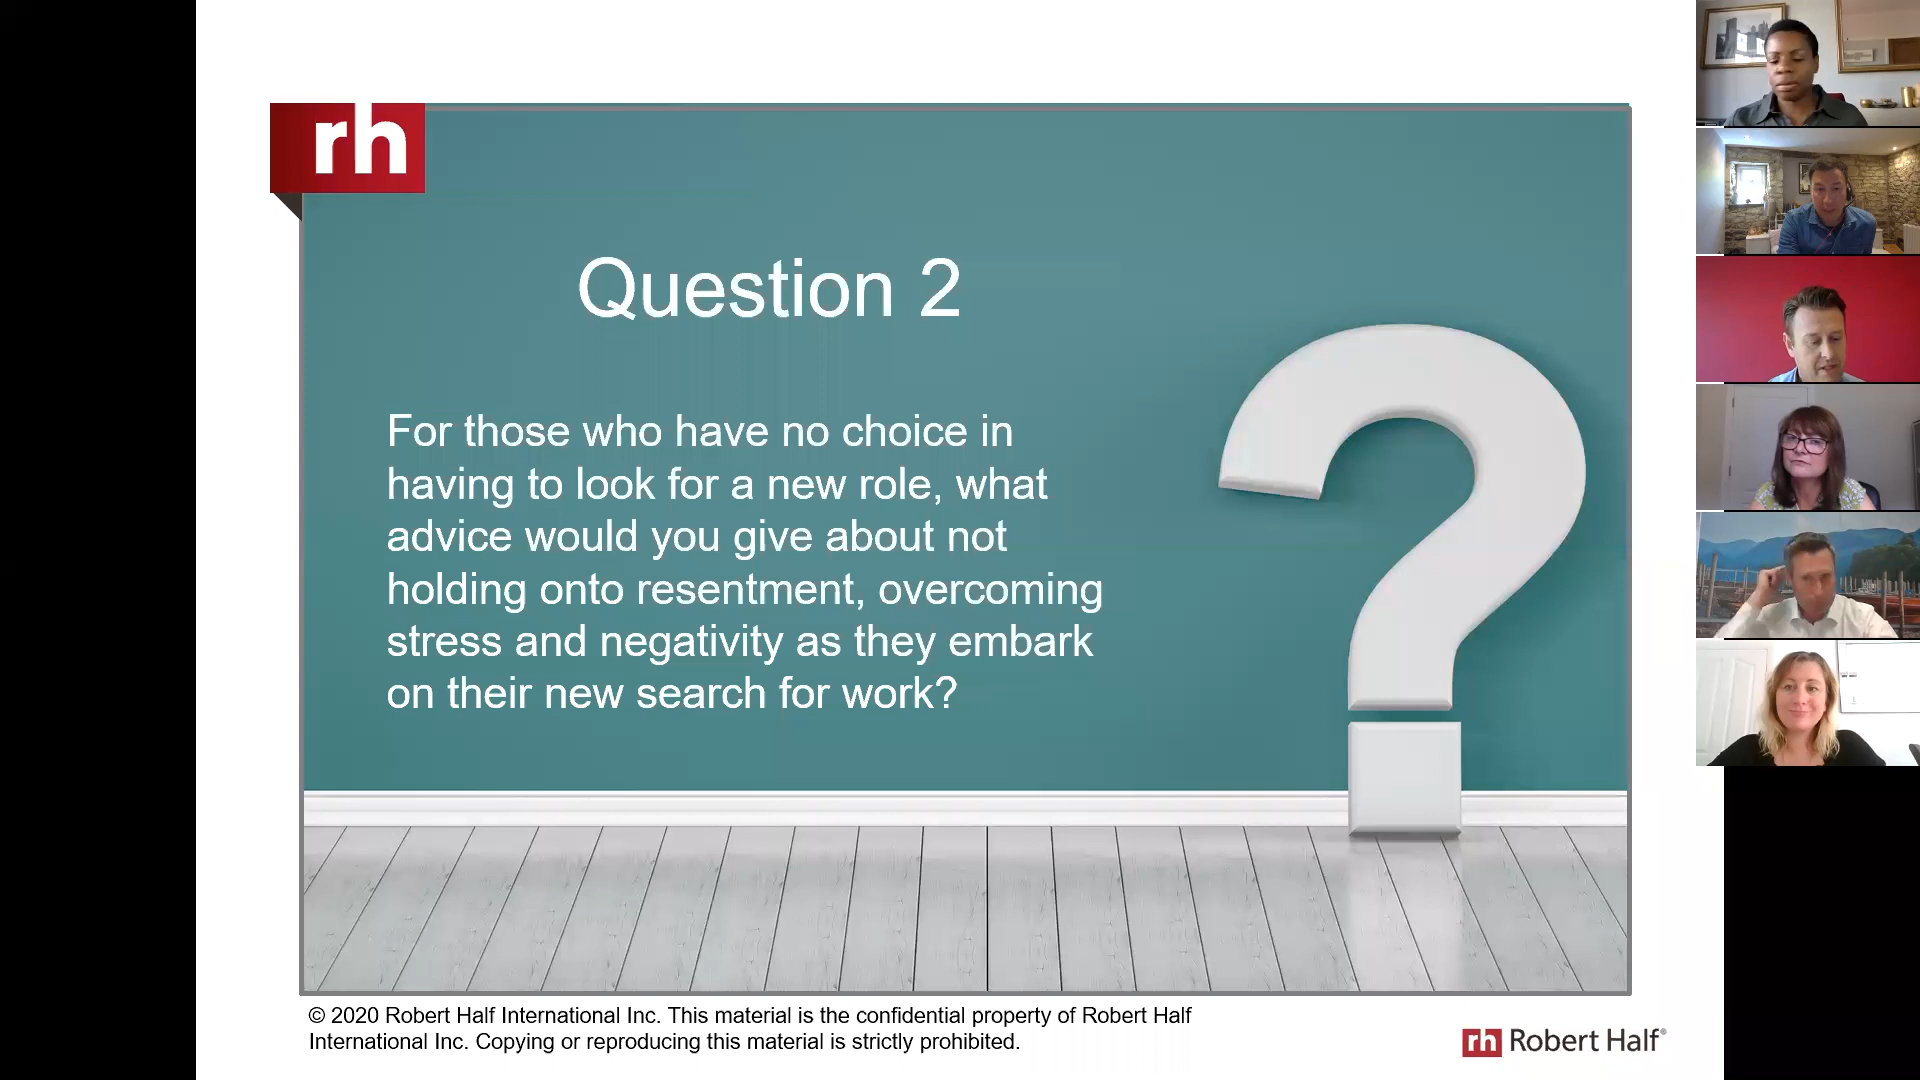 rh
Question 2
For those who have no choice in
having to look for a new role, what
advice would you give about not
holding onto resentment, overcoming
stress and negativity as they embark
on their new search for work?
© 2020 Robert Half International Inc. This material is the confidential property of Robert Half
International Inc. Copying or reproducing this material is strictly prohibited.
rh Robert Half®